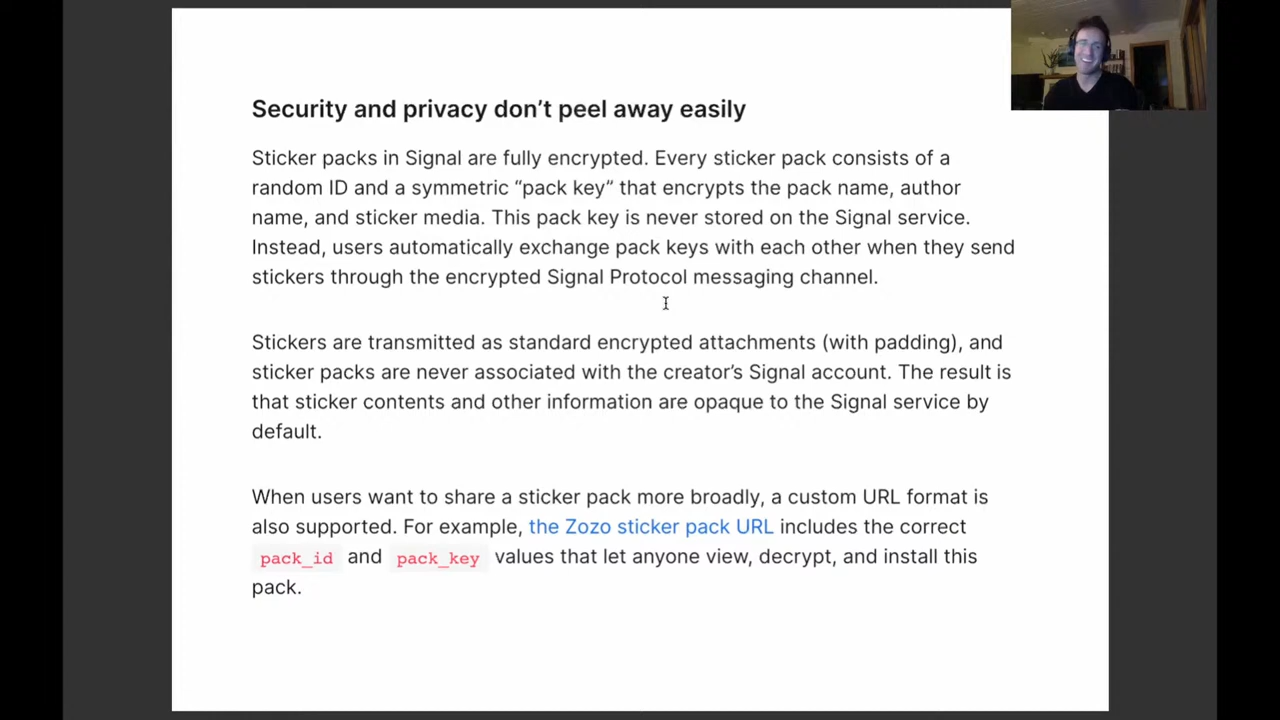 Security and privacy don’t peel away easily
Sticker packs in Signal are fully encrypted. Every sticker pack consists of a
random ID and a symmetric “pack key” that encrypts the pack name, author
name, and sticker media. This pack key is never stored on the Signal service.
Instead, users automatically exchange pack keys with each other when they send
stickers through the encrypted Signal Protocol messaging channel.
Stickers are transmitted as standard encrypted attachments (with padding), and
sticker packs are never associated with the creator’s Signal account. The result is
that sticker contents and other information are opaque to the Signal service by
default.
When users want to share a sticker pack more broadly, a custom URL format is
also supported. For example, the Zozo sticker pack URL includes the correct
pack_id and pack_key values that let anyone view, decrypt, and install this
pack.